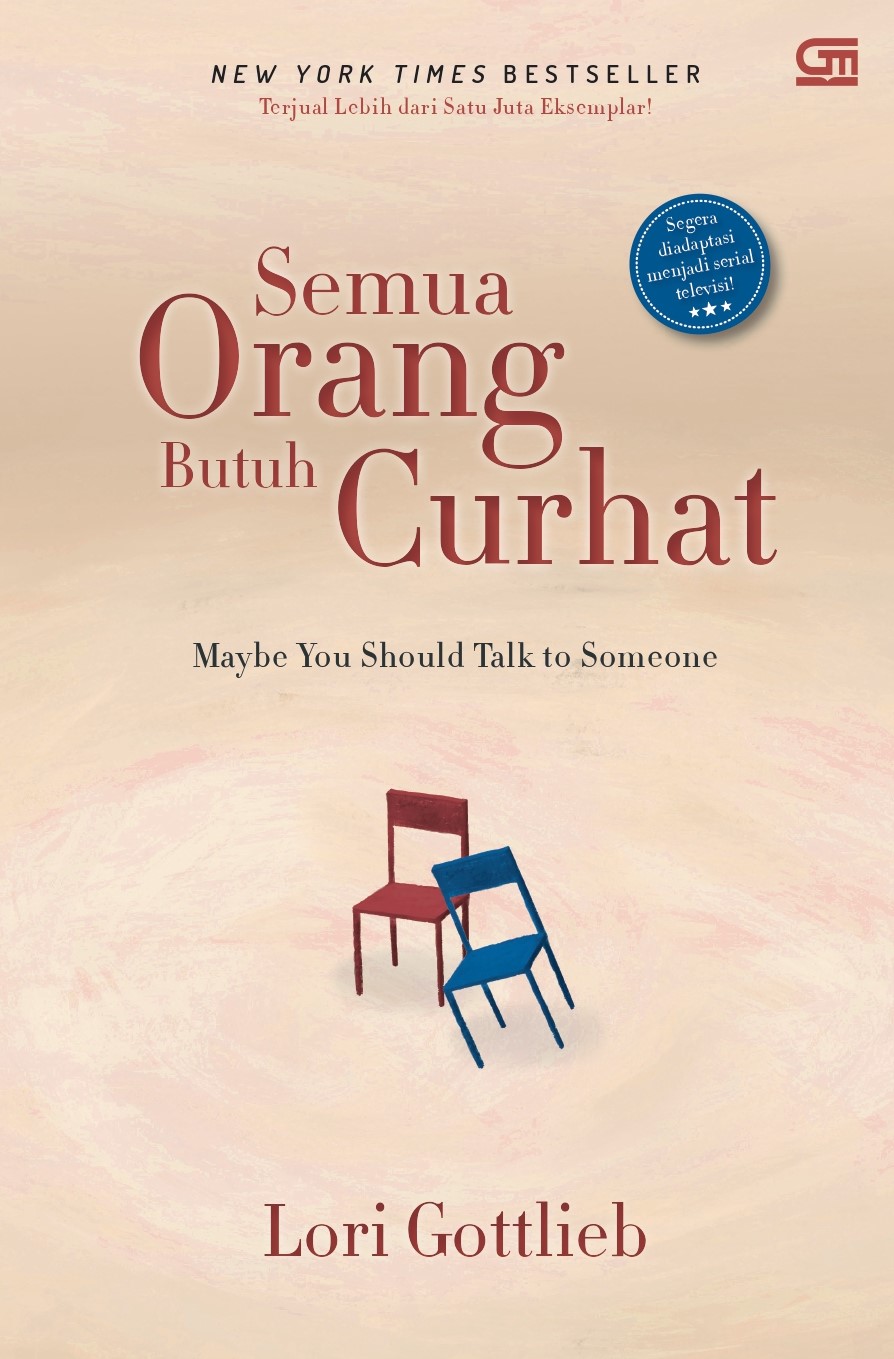 NEW YORK TIMES BESTSELLER
Terjual Lebih dari Satu Juta Eksemplar!
GM
Segera
diadaptasi
menjadi serial
televisi!
Semua
Orang
Butuh Curhat
Maybe You Should Talk to Someone
Lori Gottlieb